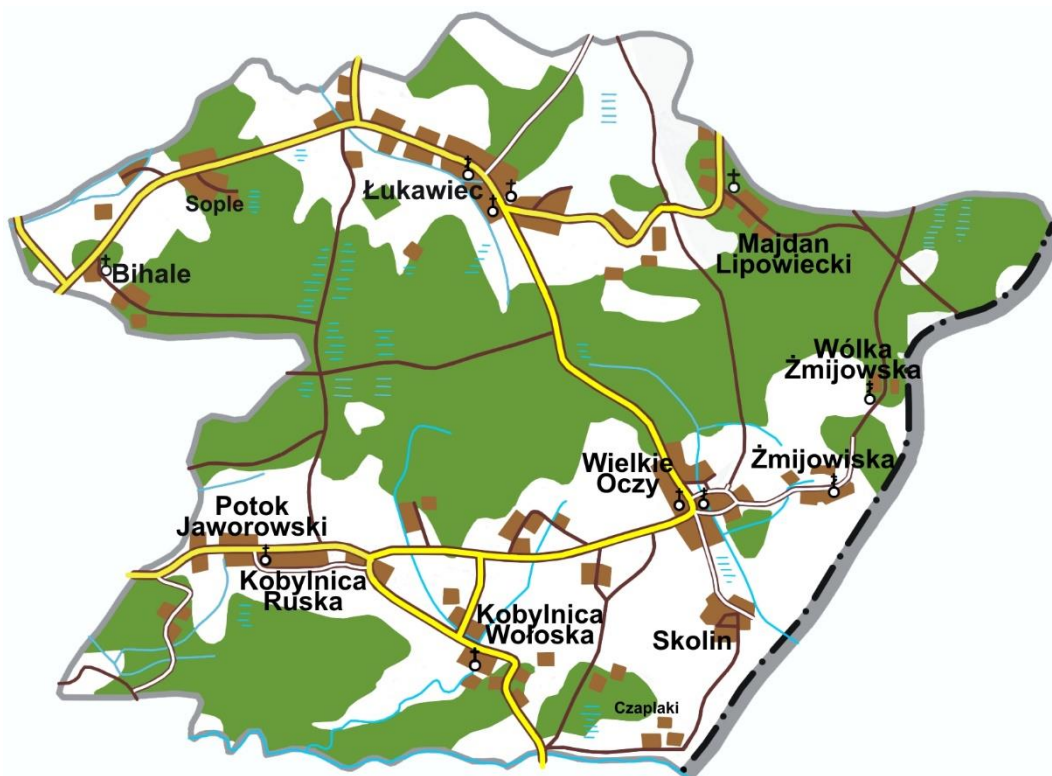 Łukawiec
Sople
Majdan
Lipowiecki
Bihale
Wólka
Żmijowska
Wielkie
Oczy
Żmijowiska
Potok
Jaworowski
Kobylnica
Ruska
Kobylnica
Wołoska
Skolin
Czaplaki